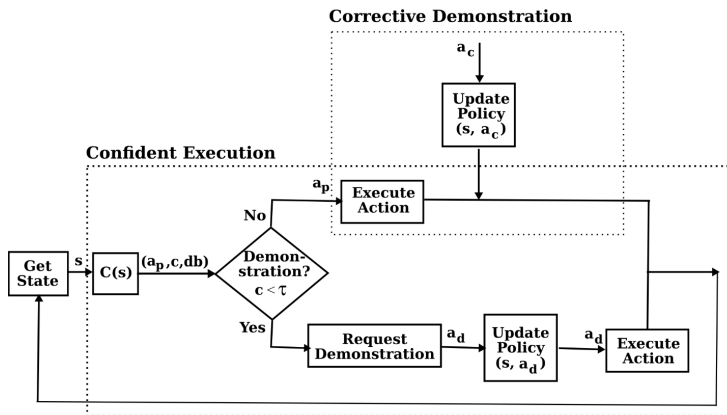 Corrective Demonstration
a_c
Update
Policy
(s, a_c)
Confident Execution
a_p
Execute
Action
No
Get
State
s
C(s)
(a_p,c,db)
Demon-
stration?
c < τ
Yes
Request
Demonstration
a_d
Update
Policy
(s, a_d)
a_d
Execute
Action